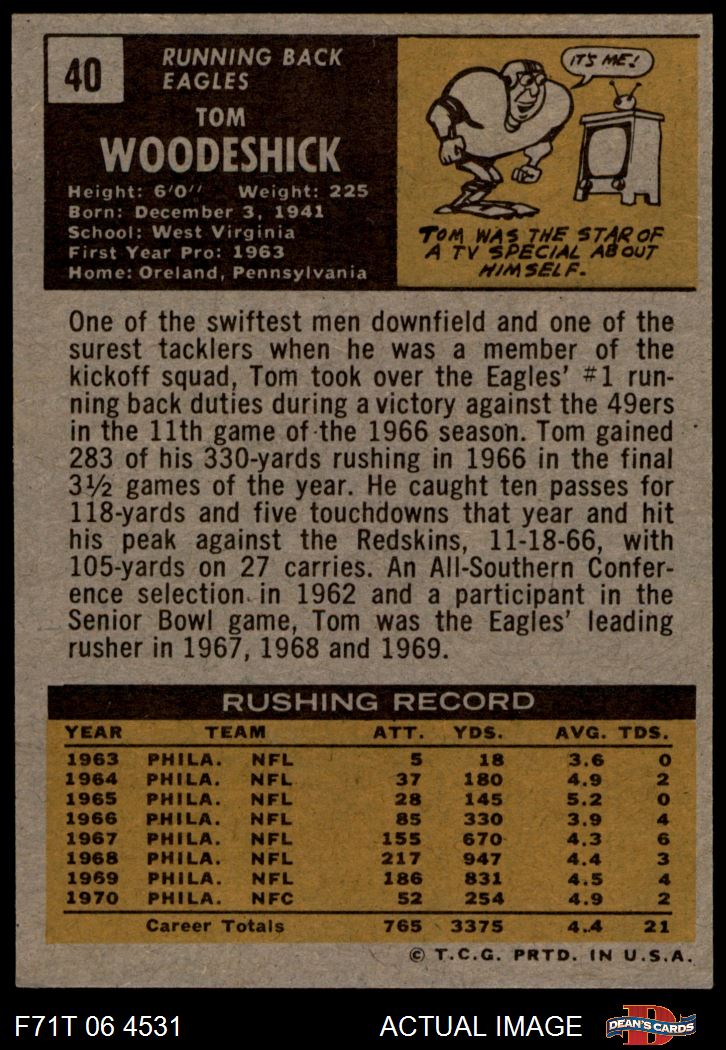 40
RUNNING BACK
EAGLES
TOM
WOODESHICK
Height: 6'0" Weight: 225
Born: December 3, 1941
School: West Virginia
First Year Pro: 1963
Home: Oreland, Pennsylvania
IT'S ME!
TOM WAS THE STAR OF
A TV SPECIAL ABOUT
HIMSELF.
One of the swiftest men downfield and one of the
surest tacklers when he was a member of the
kickoff squad, Tom took over the Eagles' #1 run-
ning back duties during a victory against the 49ers
in the 11th game of the 1966 season. Tom gained
283 of his 330-yards rushing in 1966 in the final
3½ games of the year. He caught ten passes for
118-yards and five touchdowns that year and hit
his peak against the Redskins, 11-18-66, with
105-yards on 27 carries. An All-Southern Confer-
ence selection in 1962 and a participant in the
Senior Bowl game, Tom was the Eagles' leading
rusher in 1967, 1968 and 1969.
RUSHING RECORD
YEAR TEAM ATT. YDS. AVG. TDS.
1963 PHILA. NFL 5 18 3.6 0
1964 PHILA. NFL 37 180 4.9 2
1965 PHILA. NFL 28 145 5.2 0
1966 PHILA. NFL 85 330 3.9 4
1967 PHILA. NFL 155 670 4.3 6
1968 PHILA. NFL 217 947 4.4 3
1969 PHILA. NFL 186 831 4.5 4
1970 PHILA. NFC 52 254 4.9 2
Career Totals 765 3375 4.4 21
© T.C.G. PRTD. IN U.S.A.
F71T 06 4531 ACTUAL IMAGE D DEAN'S CARDS